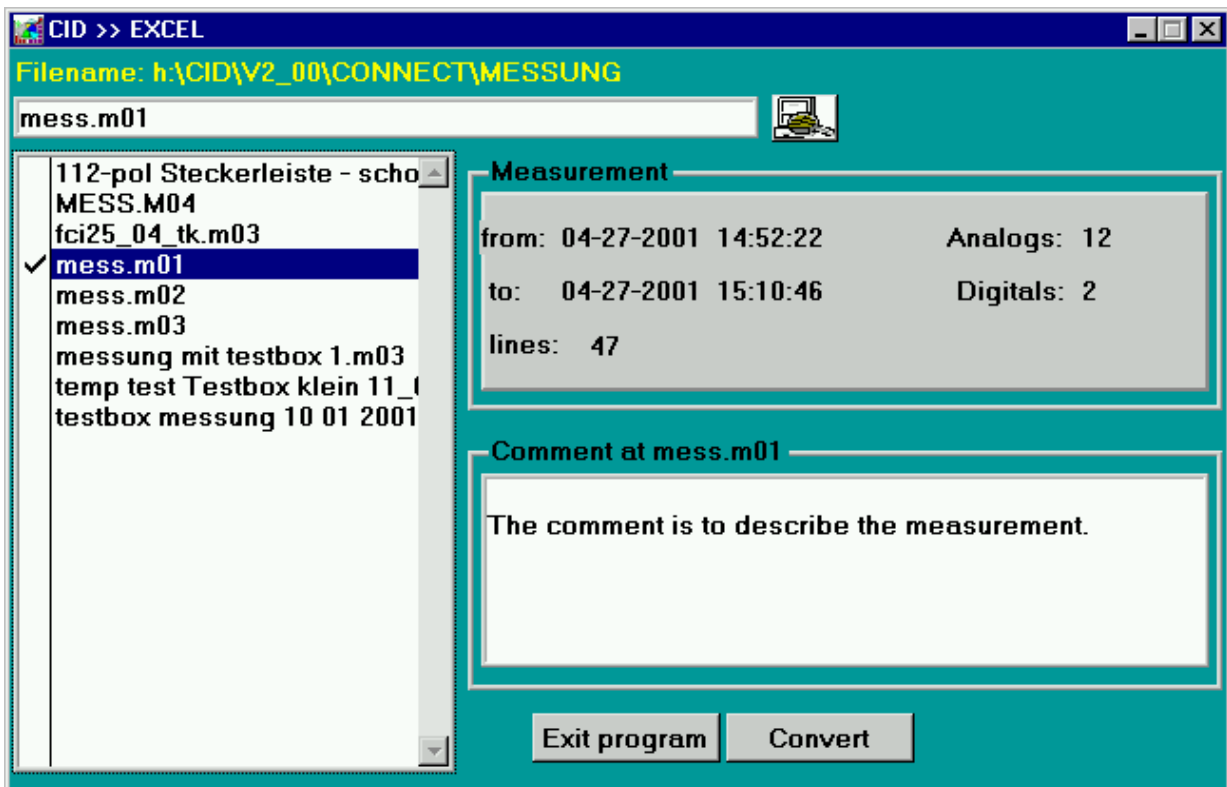 CID >> EXCEL
Filename: h:\CID\V2_00\CONNECT\MESSUNG
mess.m01
112-pol Steckerleiste - scho
MESS.M04
fci25_04_tk.m03
mess.m01
mess.m02
mess.m03
messung mit testbox 1.m03
temp test Testbox klein 11_
testbox messung 10 01 2001
Measurement
from: 04-27-2001 14:52:22 Analogs: 12
to: 04-27-2001 15:10:46 Digitals: 2
lines: 47
Comment at mess.m01
The comment is to describe the measurement.
Exit program Convert